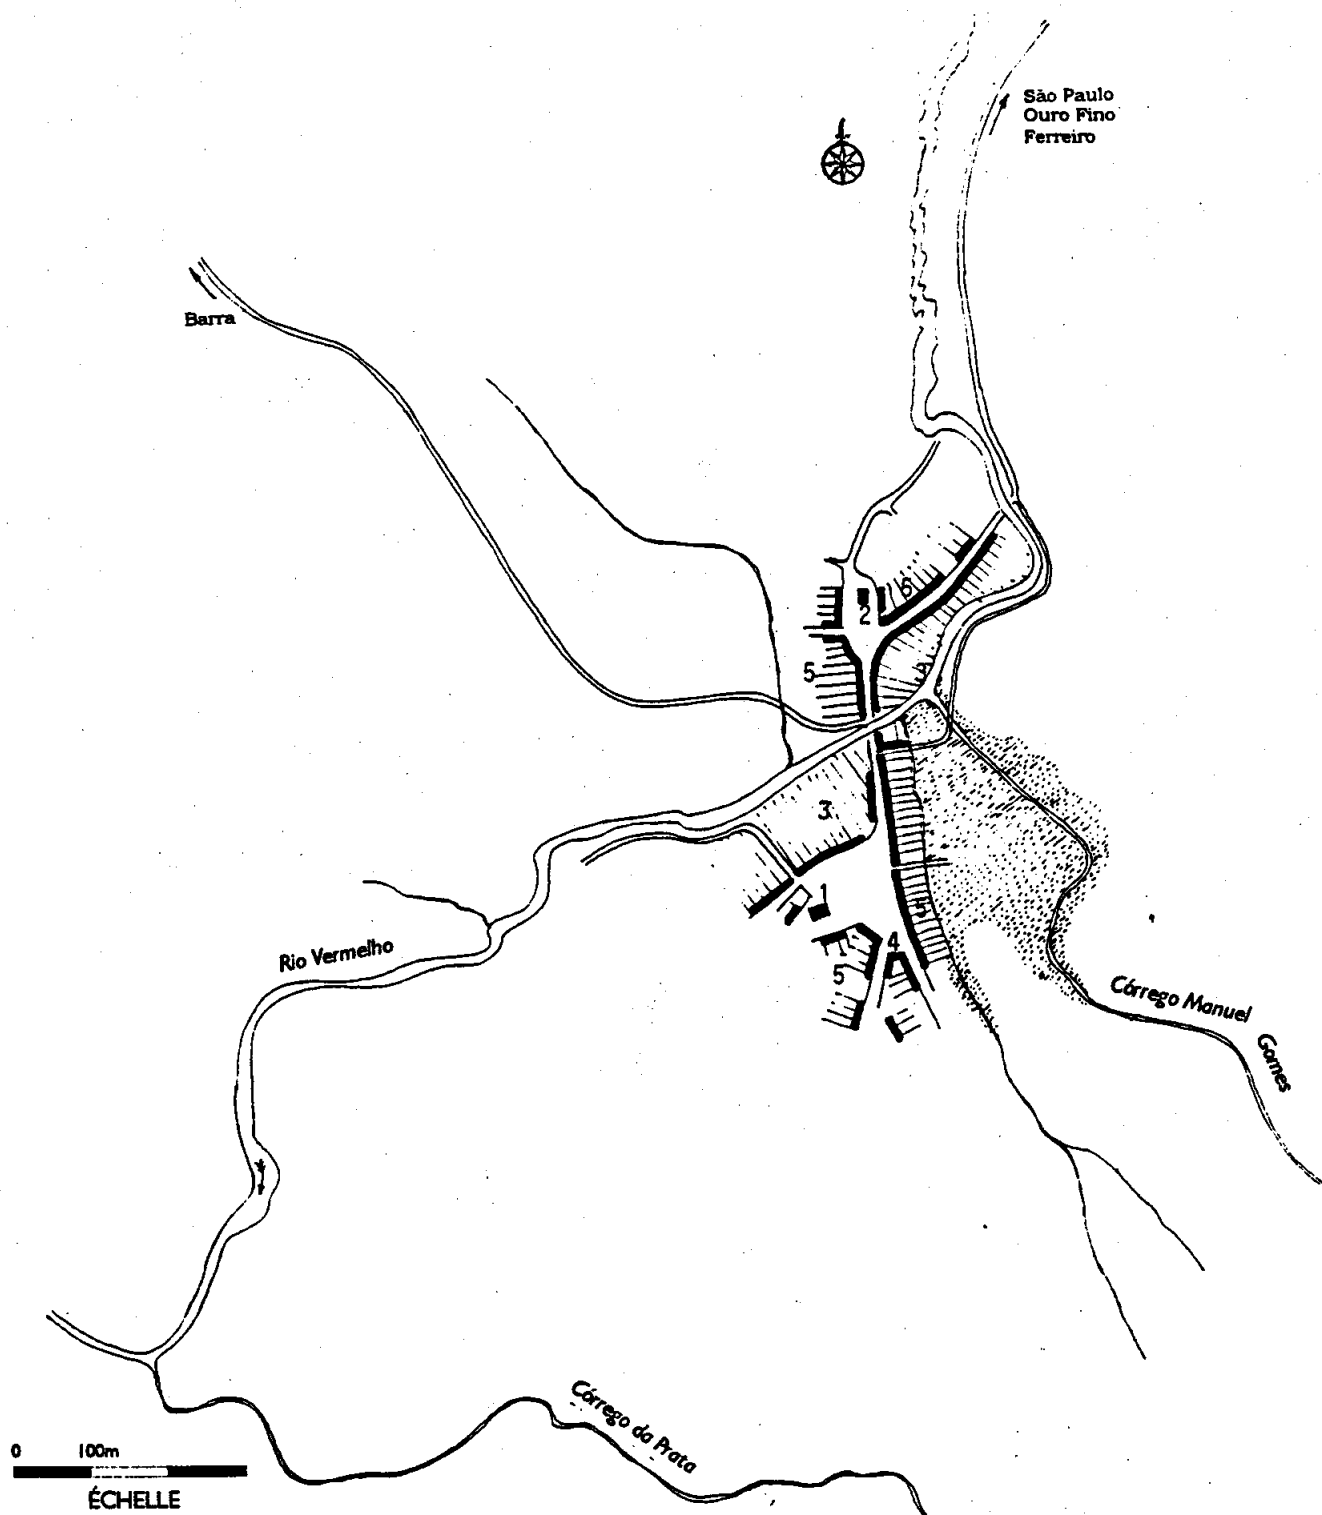 São Paulo
Ouro Fino
Ferreiro
Barra
6
2
5
3
1
5
4
5
Rio Vermelho
Córrego Manuel Gomes
Córrego da Prata
0 100m
ÉCHELLE